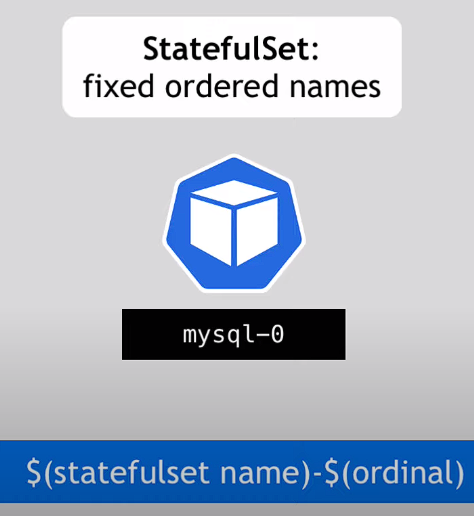 StatefulSet:
fixed ordered names
mysql-0
$(statefulset name)-$(ordinal)